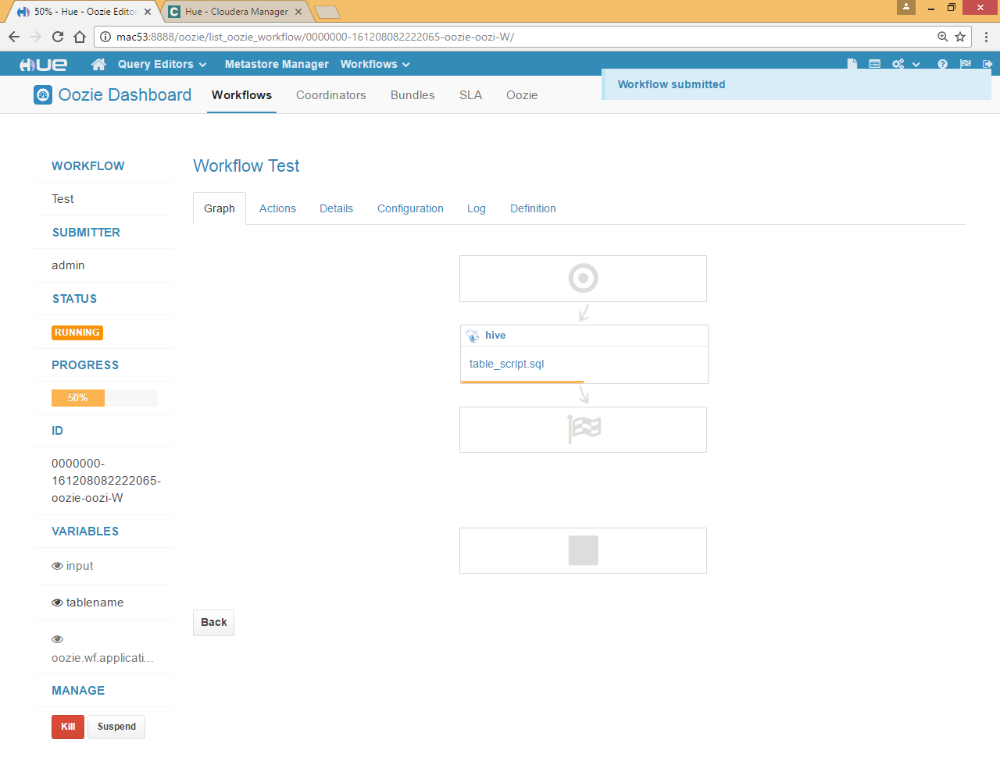 50% - Hue - Oozie Editor
Hue - Cloudera Manager
mac53:8888/oozie/list_oozie_workflow/0000000-161208082222065-oozie-oozi-W/
HUE
Query Editors
Metastore Manager
Workflows
Workflow submitted
Oozie Dashboard
Workflows
Coordinators
Bundles
SLA
Oozie
WORKFLOW
Test
SUBMITTER
admin
STATUS
RUNNING
PROGRESS
50%
ID
0000000-
161208082222065-
oozie-oozi-W
VARIABLES
input
tablename
oozie.wf.applicati...
MANAGE
Kill
Suspend
Workflow Test
Graph
Actions
Details
Configuration
Log
Definition
hive
table_script.sql
Back